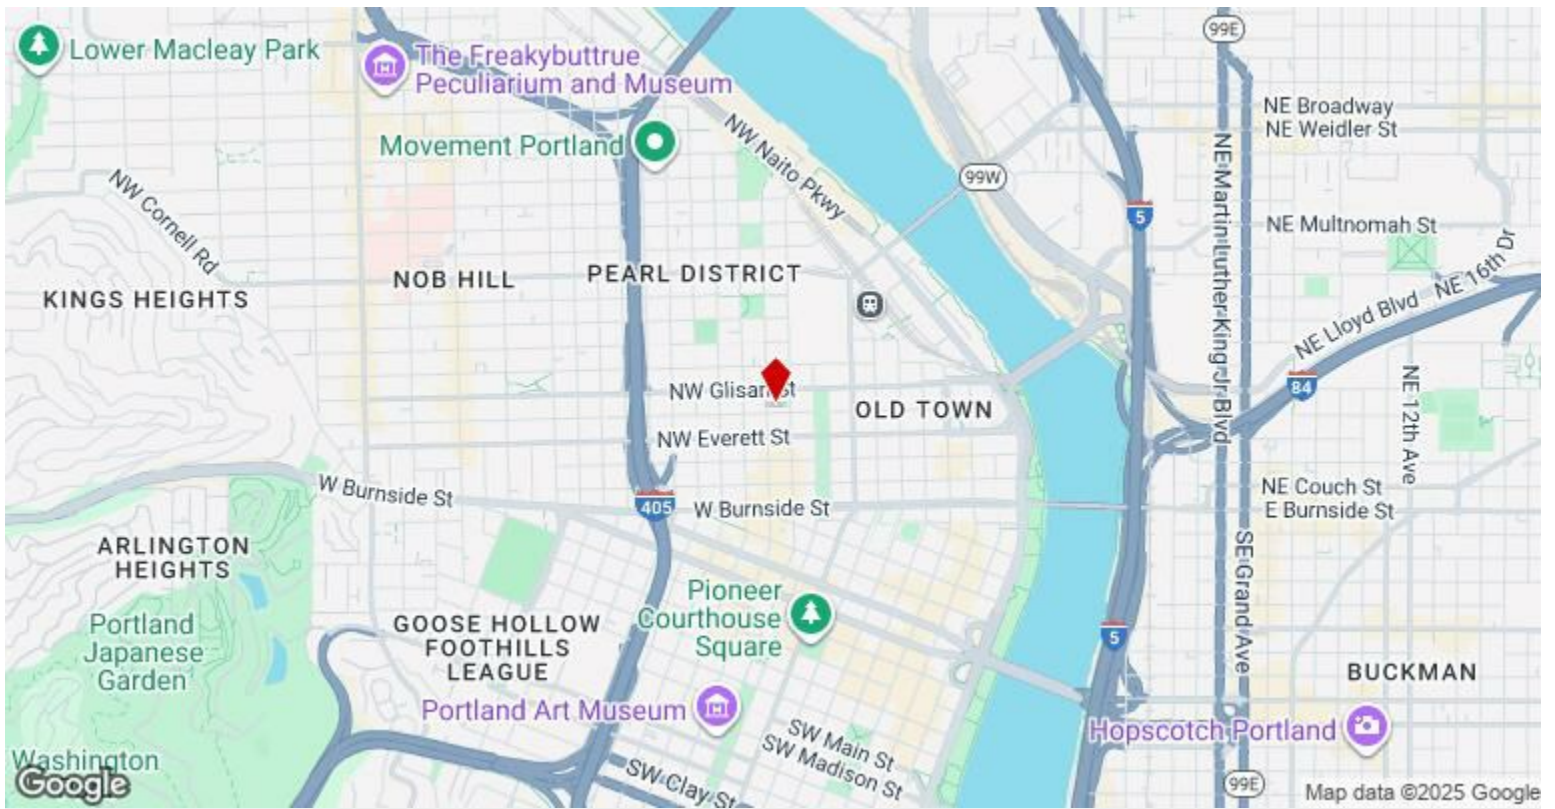 99E
Lower Macleay Park
The Freakybuttrue
Peculiarium and Museum
NE Broadway
NE Weidler St
Movement Portland
NW Naito Pkwy
99W
NE Martin Luther King Jr Blvd
NW Cornell Rd
5
NE Multnomah St
NE 16th Dr
NOB HILL
PEARL DISTRICT
KINGS HEIGHTS
NE Lloyd Blvd
84
NW Glisan St
OLD TOWN
NE 12th Ave
NW Everett St
W Burnside St
405
W Burnside St
NE Couch St
E Burnside St
ARLINGTON
HEIGHTS
SE Grand Ave
Pioneer
Courthouse
Square
Portland
Japanese
Garden
GOOSE HOLLOW
FOOTHILLS
LEAGUE
5
BUCKMAN
Portland Art Museum
Hopscotch Portland
SW Main St
SW Madison St
Washington
SW Clay St
99E
Google
Map data ©2025 Google